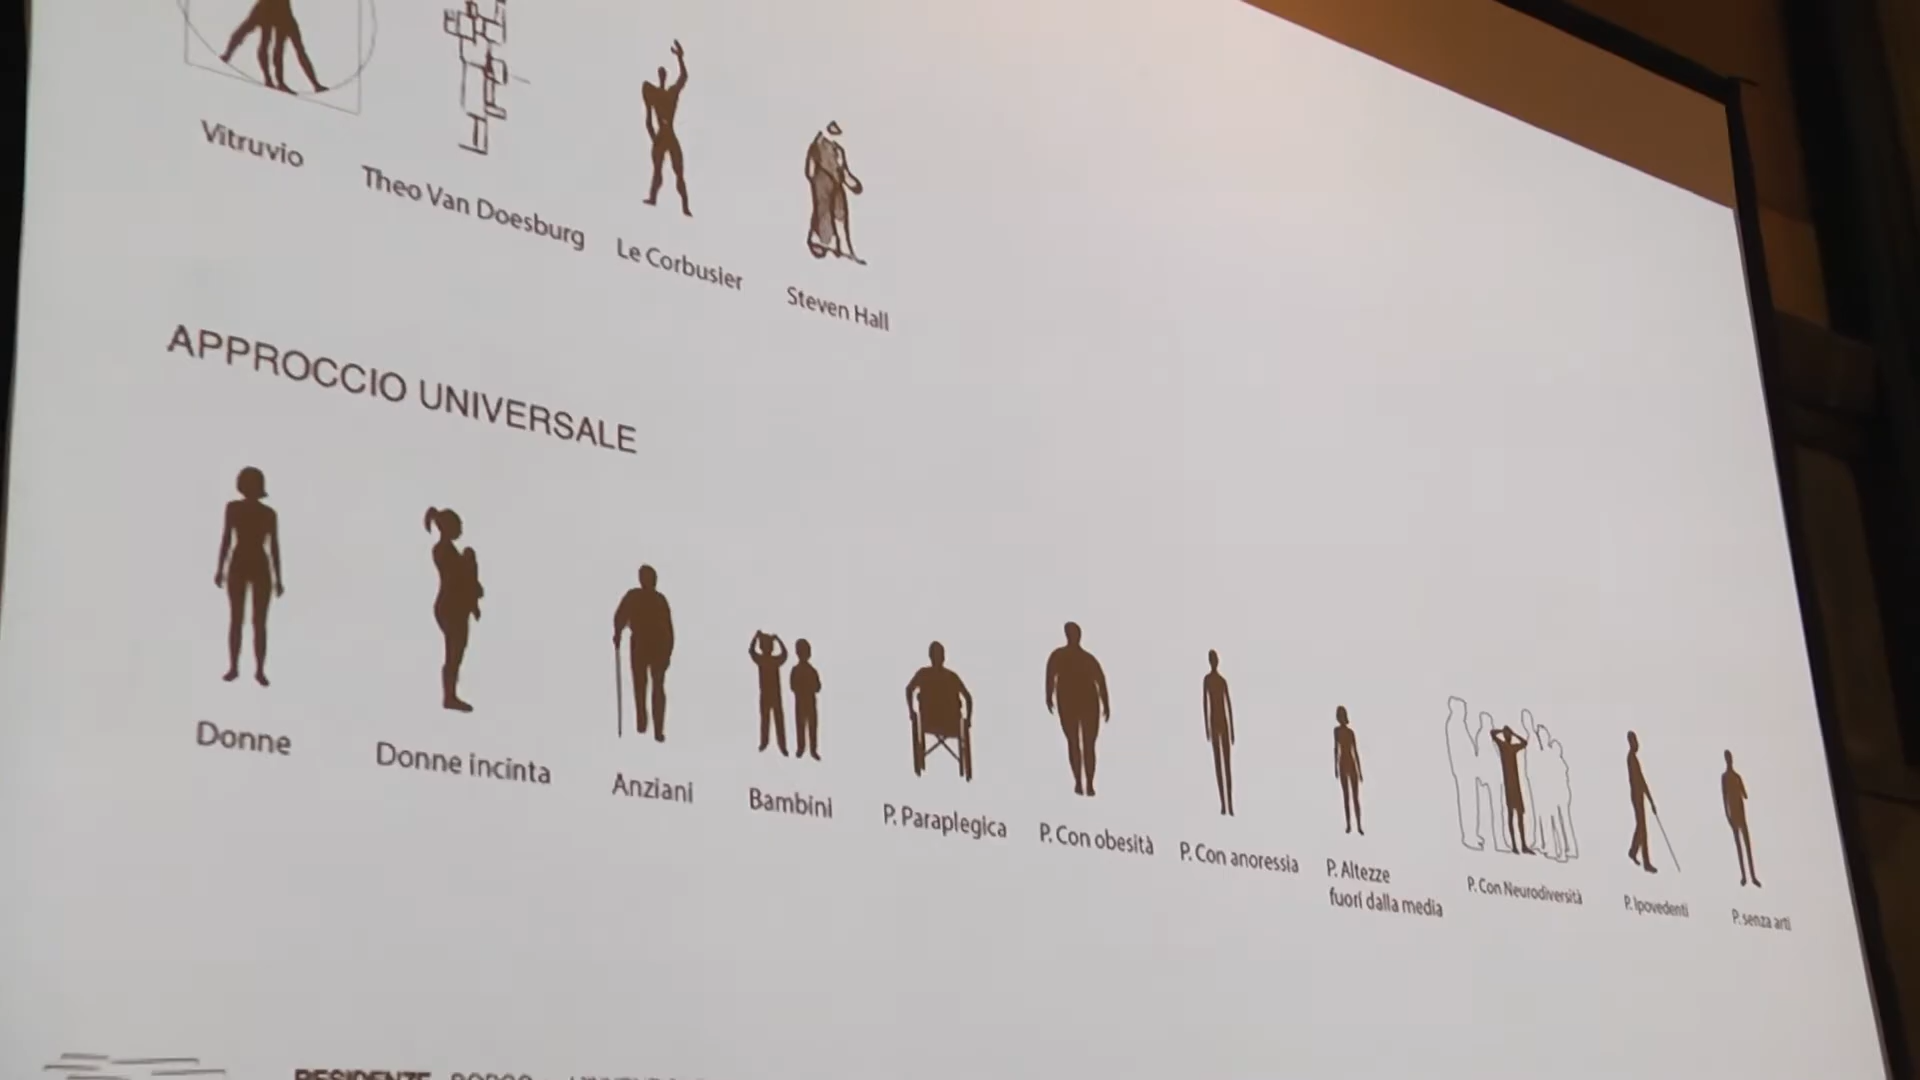 Vitruvio
Theo Van Doesburg
Le Corbusier
Steven Hall
APPROCCIO UNIVERSALE
Donne
Donne incinta
Anziani
Bambini
P. Paraplegica
P. Con obesità
P. Con anoressia
P. Altezze
fuori dalla media
P. Con Neurodiversità
P. Ipovedenti
P. senza arti
RESIDENZE